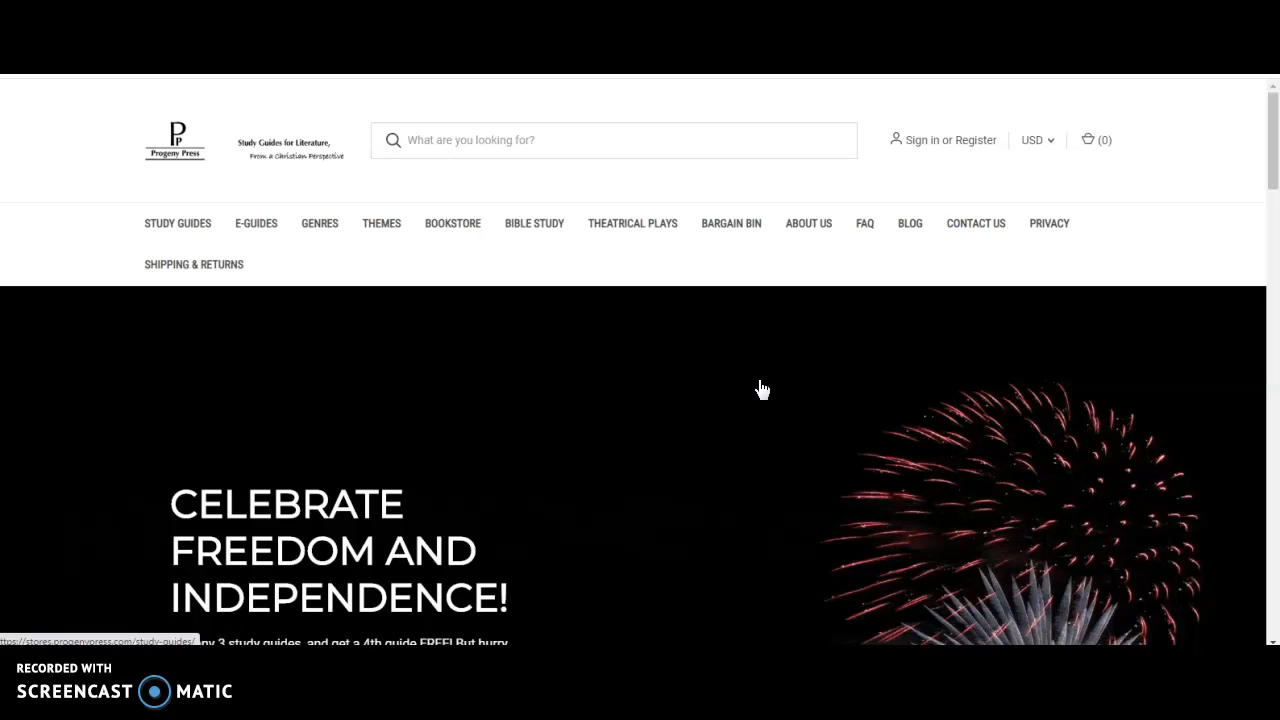 Pp
Progeny Press
Study Guides for Literature,
From a Christian Perspective
What are you looking for?
Sign in or Register
USD
(0)
STUDY GUIDES E-GUIDES GENRES THEMES BOOKSTORE BIBLE STUDY THEATRICAL PLAYS BARGAIN BIN ABOUT US FAQ BLOG CONTACT US PRIVACY
SHIPPING & RETURNS
CELEBRATE
FREEDOM AND
INDEPENDENCE!
3 study guides, and get a 4th guide FREE! But hurry
ttps://stores.progenypress.com/study-guides/
RECORDED WITH
SCREENCAST MATIC